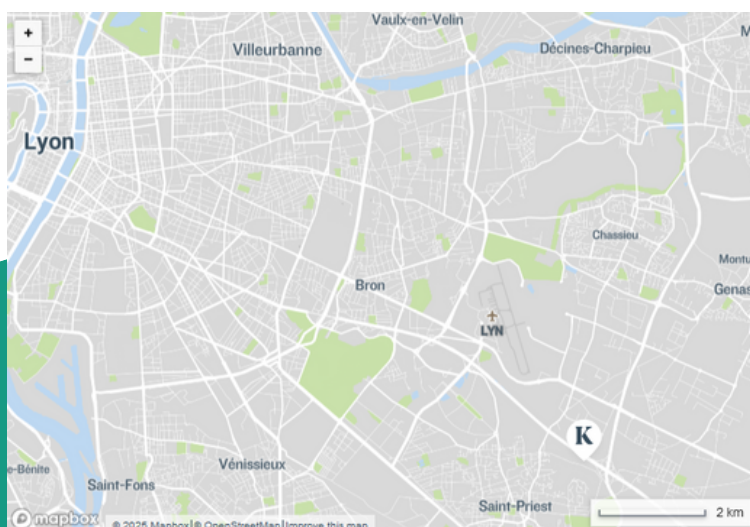 +
Vaulx-en-Velin
Villeurbanne
Décines-Charpieu
M
−
Lyon
Chassieu
Montu
Bron
Genas
LYN
K
e-Bénite
Vénissieux
Saint-Fons
Saint-Priest
2 km
mapbox
© 2025 Mapbox | © OpenStreetMap | Improve this map